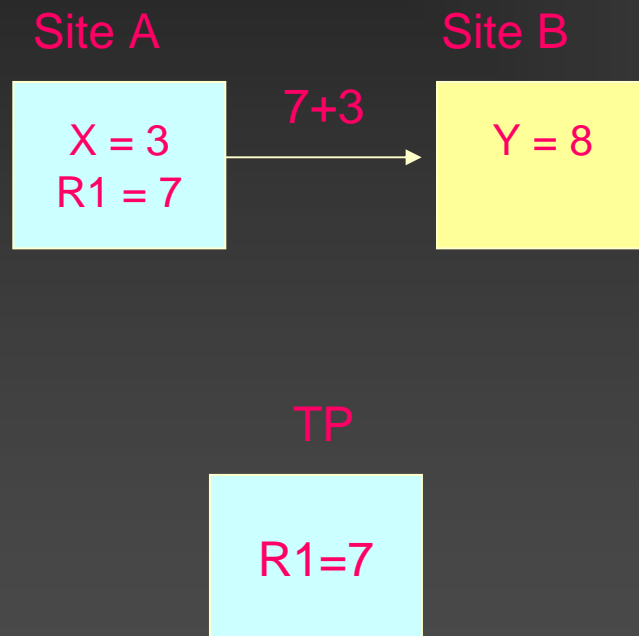 Site A
Site B
7+3
X = 3
R1 = 7
Y = 8
TP
R1=7